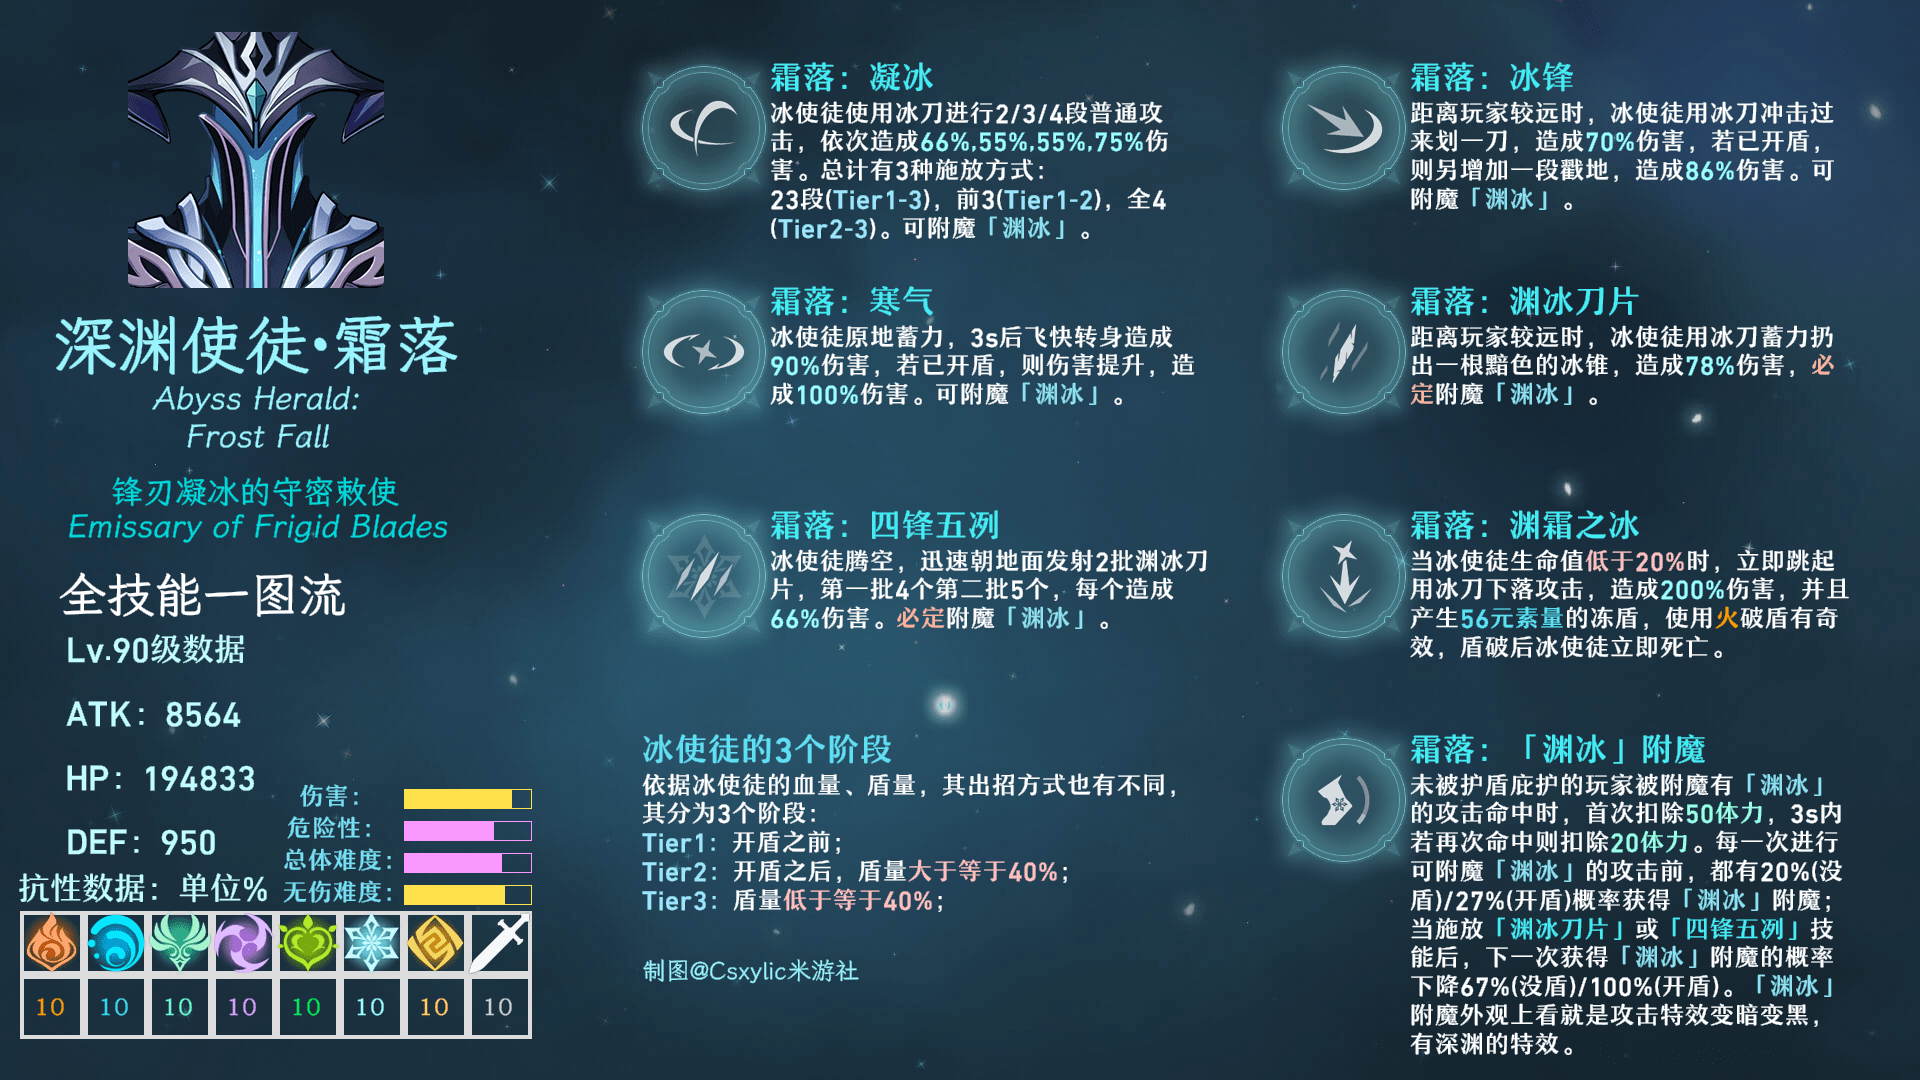 深渊使徒·霜落
Abyss Herald:
Frost Fall
锋刃凝冰的守密敕使
Emissary of Frigid Blades
全技能一图流
Lv.90级数据
ATK：8564
HP：194833
DEF：950
伤害：
危险性：
总体难度：
无伤难度：
抗性数据：单位%
10 10 10 10 10 10 10 10
霜落：凝冰
冰使徒使用冰刀进行2/3/4段普通攻
击，依次造成66%,55%,55%,75%伤
害。总计有3种施放方式：
23段(Tier1-3)，前3(Tier1-2)，全4
(Tier2-3)。可附魔「渊冰」。
霜落：寒气
冰使徒原地蓄力，3s后飞快转身造成
90%伤害，若已开盾，则伤害提升，造
成100%伤害。可附魔「渊冰」。
霜落：四锋五冽
冰使徒腾空，迅速朝地面发射2批渊冰刀
片，第一批4个第二批5个，每个造成
66%伤害。必定附魔「渊冰」。
冰使徒的3个阶段
依据冰使徒的血量、盾量，其出招方式也有不同，
其分为3个阶段：
Tier1：开盾之前；
Tier2：开盾之后，盾量大于等于40%；
Tier3：盾量低于等于40%；
制图@Csxylic米游社
霜落：冰锋
距离玩家较远时，冰使徒用冰刀冲击过
来划一刀，造成70%伤害，若已开盾，
则另增加一段戳地，造成86%伤害。可
附魔「渊冰」。
霜落：渊冰刀片
距离玩家较远时，冰使徒用冰刀蓄力扔
出一根黯色的冰锥，造成78%伤害，必
定附魔「渊冰」。
霜落：渊霜之冰
当冰使徒生命值低于20%时，立即跳起
用冰刀下落攻击，造成200%伤害，并且
产生56元素量的冻盾，使用火破盾有奇
效，盾破后冰使徒立即死亡。
霜落：「渊冰」附魔
未被护盾庇护的玩家被附魔有「渊冰」
的攻击命中时，首次扣除50体力，3s内
若再次命中则扣除20体力。每一次进行
可附魔「渊冰」的攻击前，都有20%(没
盾)/27%(开盾)概率获得「渊冰」附魔；
当施放「渊冰刀片」或「四锋五冽」技
能后，下一次获得「渊冰」附魔的概率
下降67%(没盾)/100%(开盾)。「渊冰」
附魔外观上看就是攻击特效变暗变黑，
有深渊的特效。